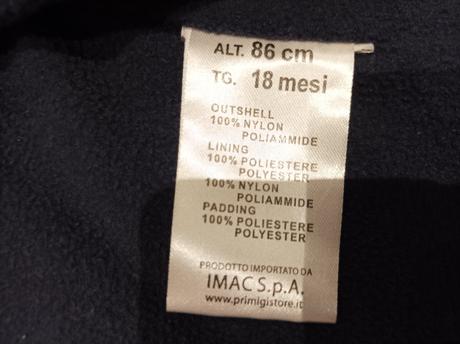 ALT. 86 cm
TG. 18 mesi
OUTSHELL
100% NYLON
POLIAMMIDE
LINING
100% POLIESTERE
POLYESTER
100% NYLON
POLIAMMIDE
PADDING
100% POLIESTERE
POLYESTER
PRODOTTO IMPORTATO DA
IMAC S.p.A.
www.primigistore.it